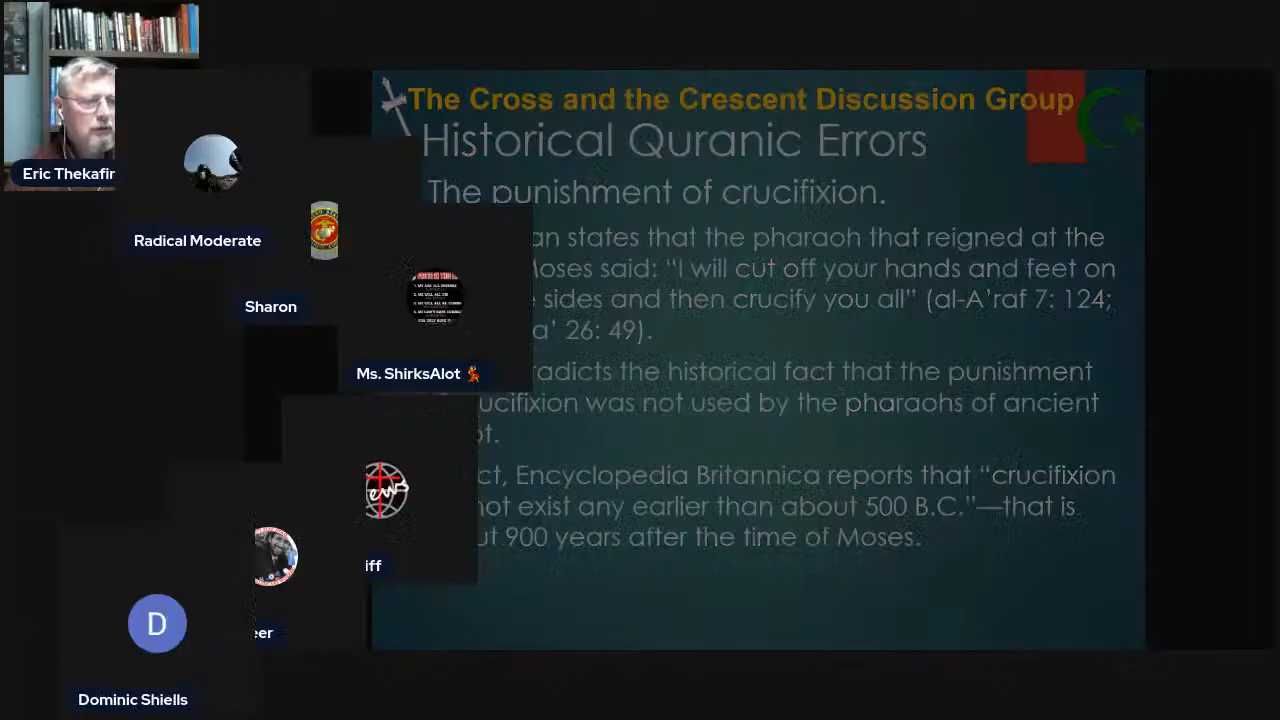 The Cross and the Crescent Discussion Group
Historical Quranic Errors
The punishment of crucifixion.
an states that the pharaoh that reigned at the
Moses said: “I will cut off your hands and feet on
sides and then crucify you all” (al-A’raf 7: 124;
a’ 26: 49).
radicts the historical fact that the punishment
ucifixion was not used by the pharaohs of ancient
t.
ct, Encyclopedia Britannica reports that “crucifixion
not exist any earlier than about 500 B.C.”—that is
ut 900 years after the time of Moses.
Eric Thekafir
Radical Moderate
Sharon
Ms. ShirksAlot 💃
iff
eer
D
Dominic Shiells